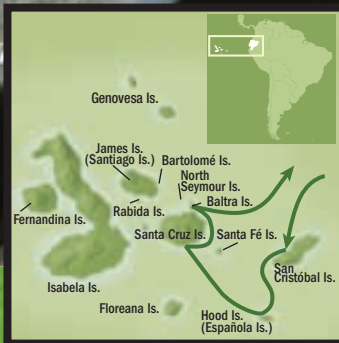 Genovesa Is.
James Is.
(Santiago Is.)
Bartolomé Is.
North
Seymour Is.
Baltra Is.
Rabida Is.
Fernandina Is.
Santa Cruz Is.
Santa Fé Is.
San
Cristóbal Is.
Isabela Is.
Floreana Is.
Hood Is.
(Española Is.)